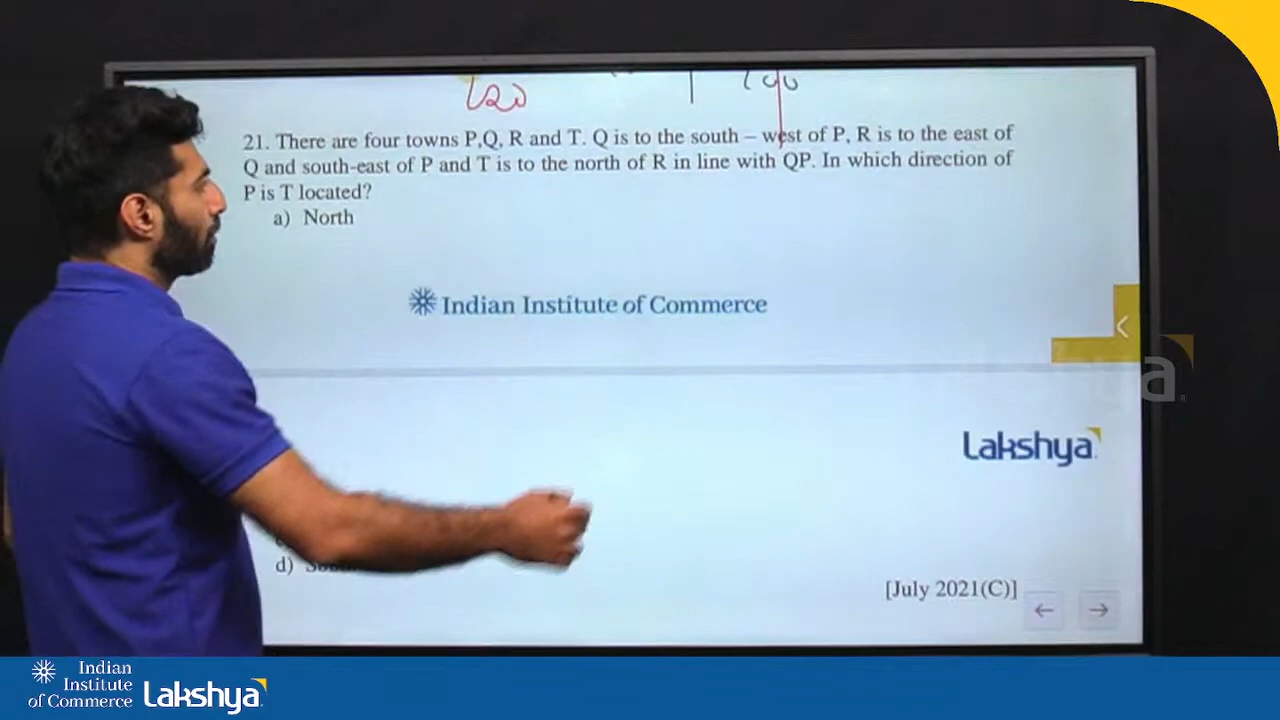 120
100
21. There are four towns P,Q, R and T. Q is to the south – west of P, R is to the east of
Q and south-east of P and T is to the north of R in line with QP. In which direction of
P is T located?
a) North
Indian Institute of Commerce
Lakshya
a
d)
[July 2021(C)]
Indian
Institute
of Commerce
Lakshya